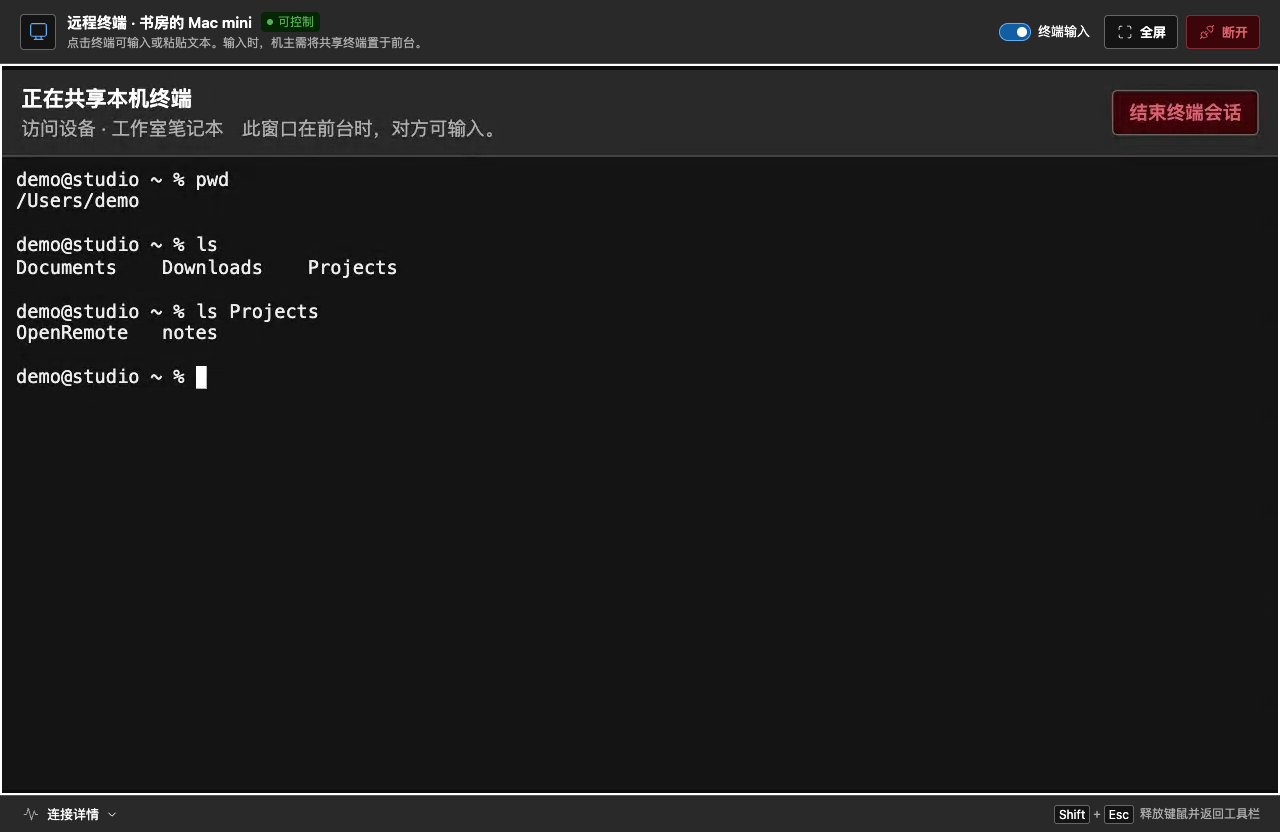 远程终端 · 书房的 Mac mini
可控制
点击终端可输入或粘贴文本。输入时，机主需将共享终端置于前台。
终端输入
全屏
断开
正在共享本机终端
访问设备 · 工作室笔记本 此窗口在前台时，对方可输入。
结束终端会话
demo@studio ~ % pwd
/Users/demo
demo@studio ~ % ls
Documents Downloads Projects
demo@studio ~ % ls Projects
OpenRemote notes
demo@studio ~ %
连接详情
Shift + Esc 释放键鼠并返回工具栏